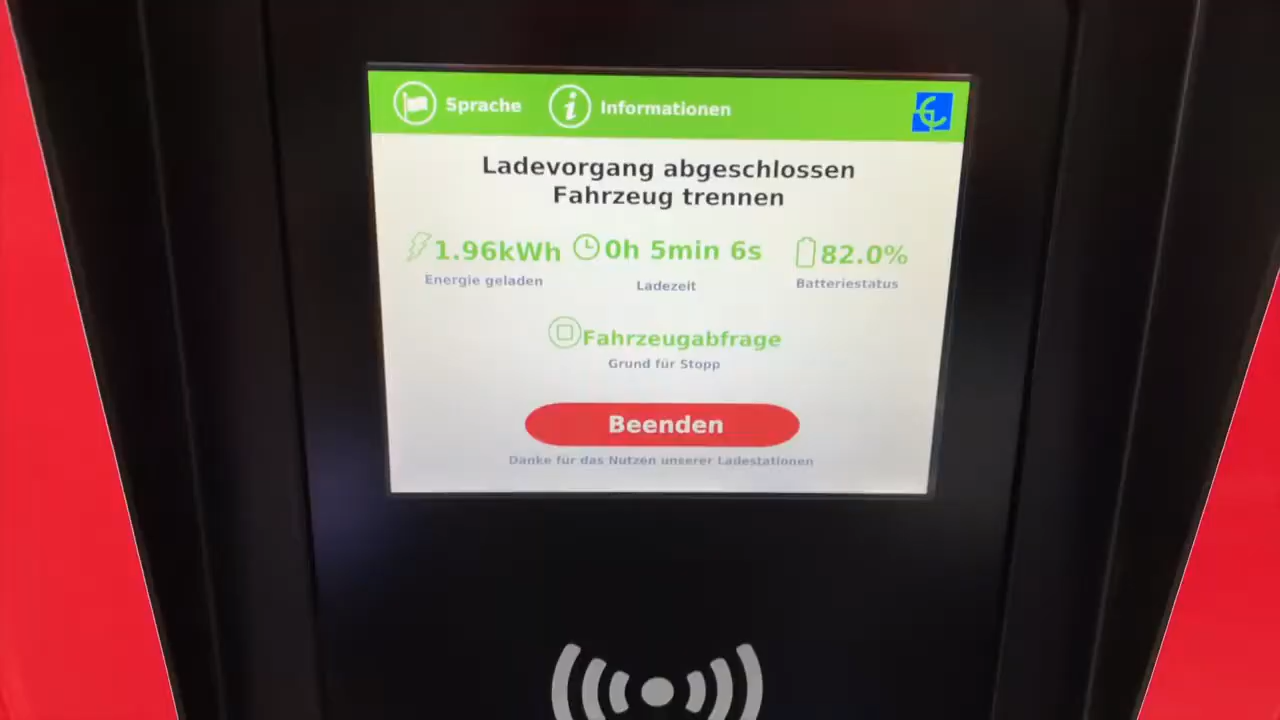 Sprache
Informationen
Ladevorgang abgeschlossen
Fahrzeug trennen
1.96kWh
Energie geladen
0h 5min 6s
Ladezeit
82.0%
Batteriestatus
Fahrzeugabfrage
Grund für Stopp
Beenden
Danke für das Nutzen unserer Ladestationen